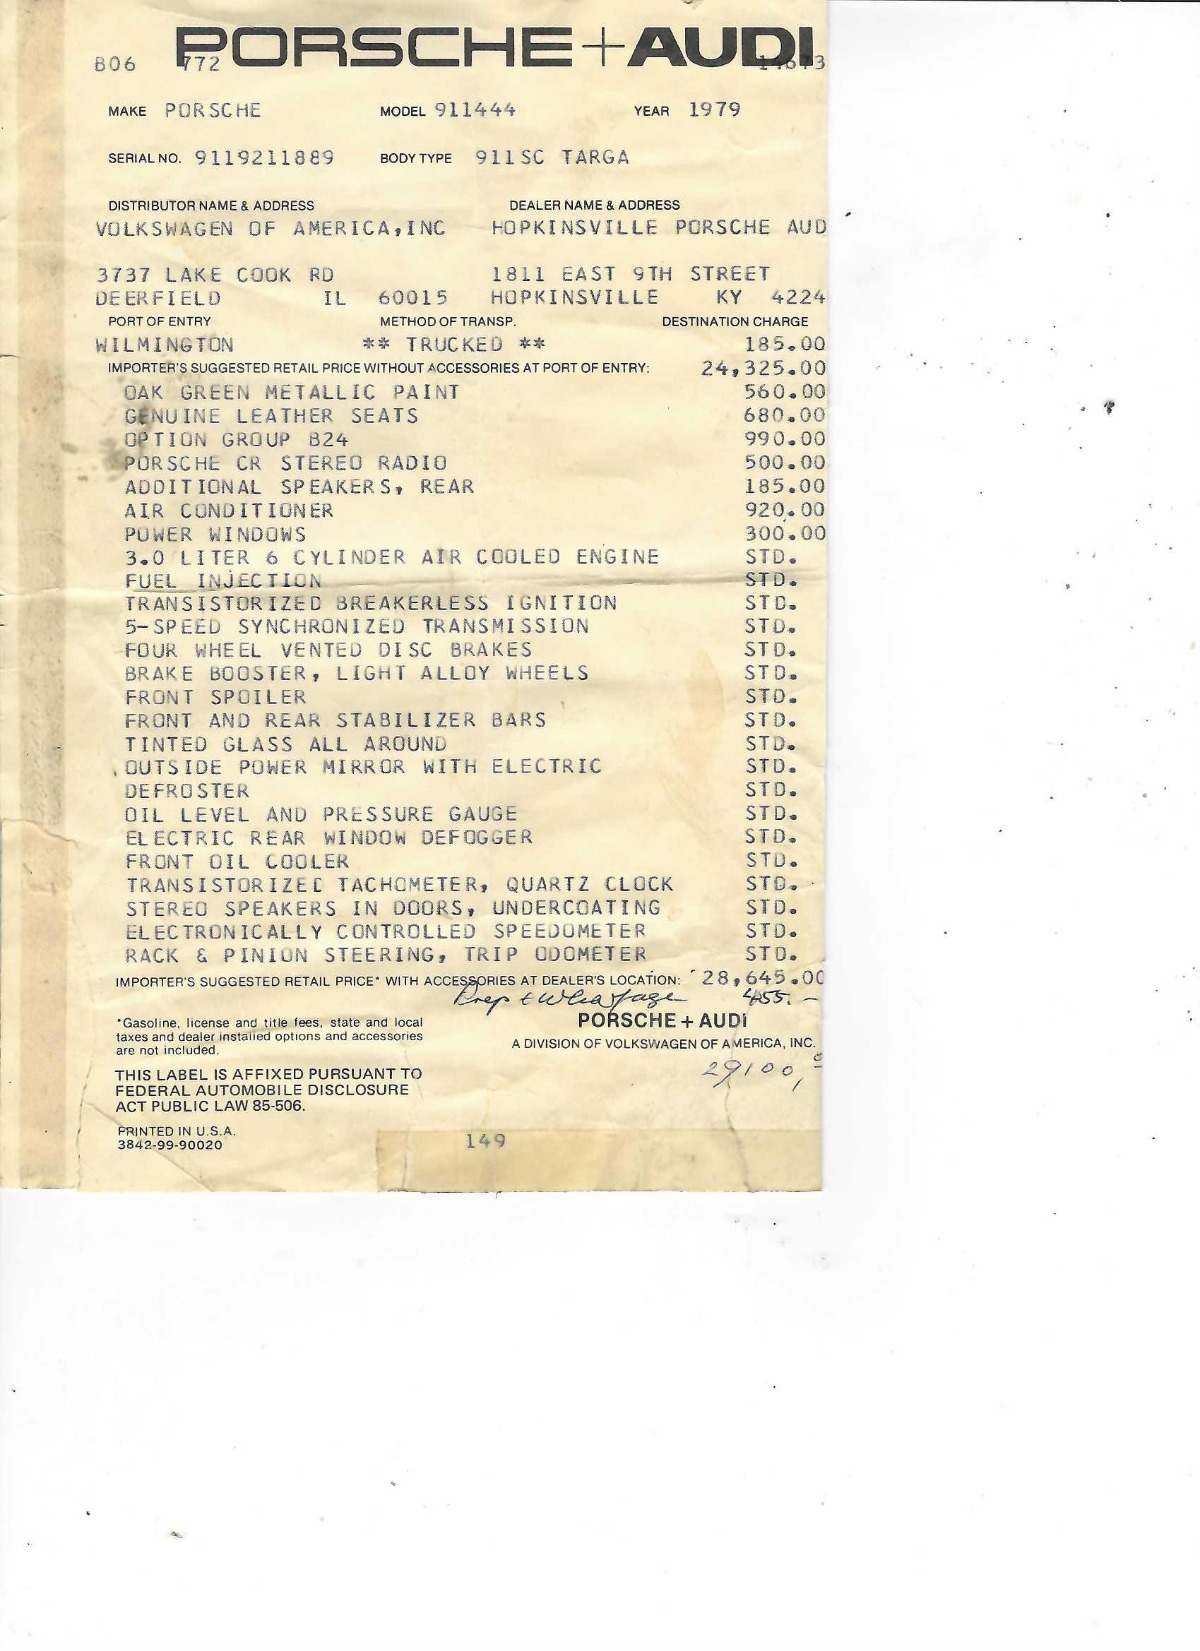 PORSCHE+AUDI
806 772 14673
MAKE PORSCHE MODEL 911444 YEAR 1979
SERIAL NO. 9119211889 BODY TYPE 911SC TARGA
DISTRIBUTOR NAME & ADDRESS DEALER NAME & ADDRESS
VOLKSWAGEN OF AMERICA,INC HOPKINSVILLE PORSCHE AUD
3737 LAKE COOK RD 1811 EAST 9TH STREET
DEERFIELD IL 60015 HOPKINSVILLE KY 4224
PORT OF ENTRY METHOD OF TRANSP. DESTINATION CHARGE
WILMINGTON ** TRUCKED ** 185.00
IMPORTER'S SUGGESTED RETAIL PRICE WITHOUT ACCESSORIES AT PORT OF ENTRY: 24,325.00
OAK GREEN METALLIC PAINT 560.00
GENUINE LEATHER SEATS 680.00
OPTION GROUP B24 990.00
PORSCHE CR STEREO RADIO 500.00
ADDITIONAL SPEAKERS, REAR 185.00
AIR CONDITIONER 920.00
POWER WINDOWS 300.00
3.0 LITER 6 CYLINDER AIR COOLED ENGINE STD.
FUEL INJECTION STD.
TRANSISTORIZED BREAKERLESS IGNITION STD.
5-SPEED SYNCHRONIZED TRANSMISSION STD.
FOUR WHEEL VENTED DISC BRAKES STD.
BRAKE BOOSTER, LIGHT ALLOY WHEELS STD.
FRONT SPOILER STD.
FRONT AND REAR STABILIZER BARS STD.
TINTED GLASS ALL AROUND STD.
OUTSIDE POWER MIRROR WITH ELECTRIC STD.
DEFROSTER STD.
OIL LEVEL AND PRESSURE GAUGE STD.
ELECTRIC REAR WINDOW DEFOGGER STD.
FRONT OIL COOLER STD.
TRANSISTORIZED TACHOMETER, QUARTZ CLOCK STD.
STEREO SPEAKERS IN DOORS, UNDERCOATING STD.
ELECTRONICALLY CONTROLLED SPEEDOMETER STD.
RACK & PINION STEERING, TRIP ODOMETER STD.
IMPORTER'S SUGGESTED RETAIL PRICE* WITH ACCESSORIES AT DEALER'S LOCATION: 28,645.00
Prep & Wharfage 455.-
*Gasoline, license and title fees, state and local
taxes and dealer installed options and accessories
are not included.
PORSCHE+AUDI
A DIVISION OF VOLKSWAGEN OF AMERICA, INC.
29100,
THIS LABEL IS AFFIXED PURSUANT TO
FEDERAL AUTOMOBILE DISCLOSURE
ACT PUBLIC LAW 85-506.
PRINTED IN U.S.A.
3842-99-90020
149